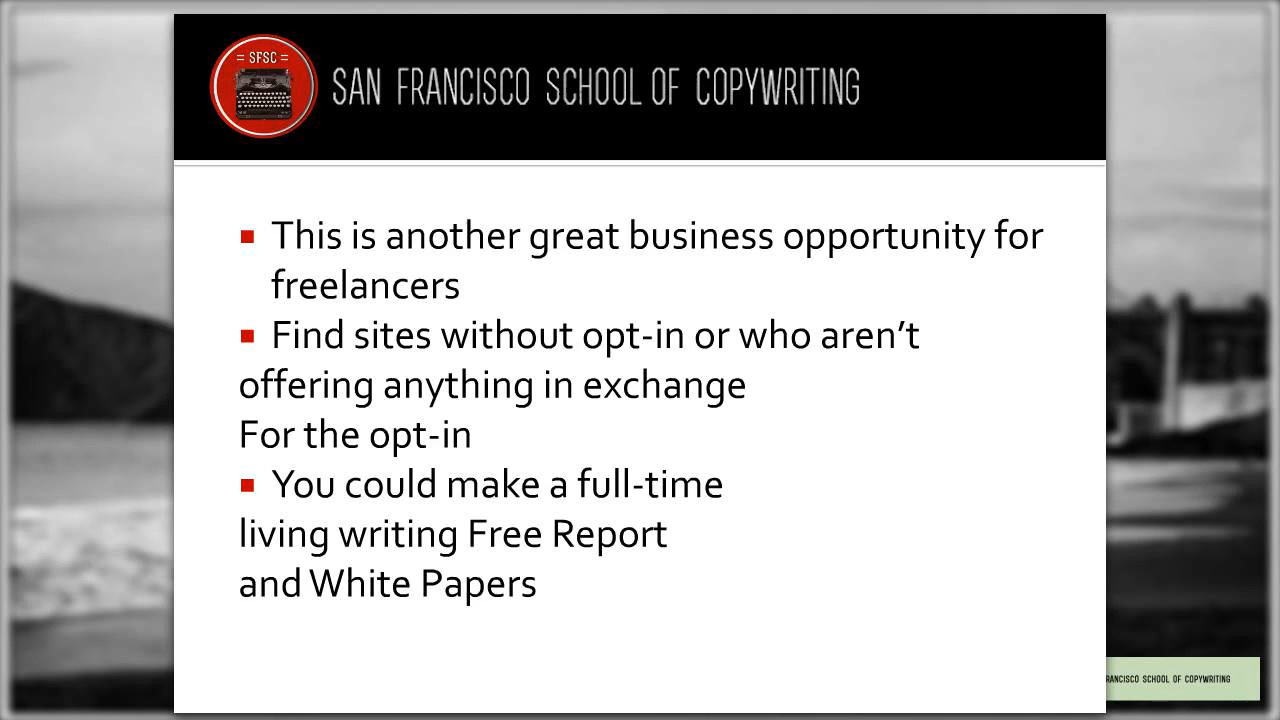 SFSC
SAN FRANCISCO SCHOOL OF COPYWRITING
This is another great business opportunity for
freelancers
Find sites without opt-in or who aren’t
offering anything in exchange
For the opt-in
You could make a full-time
living writing Free Report
and White Papers
RANCISCO SCHOOL OF COPYWRITING